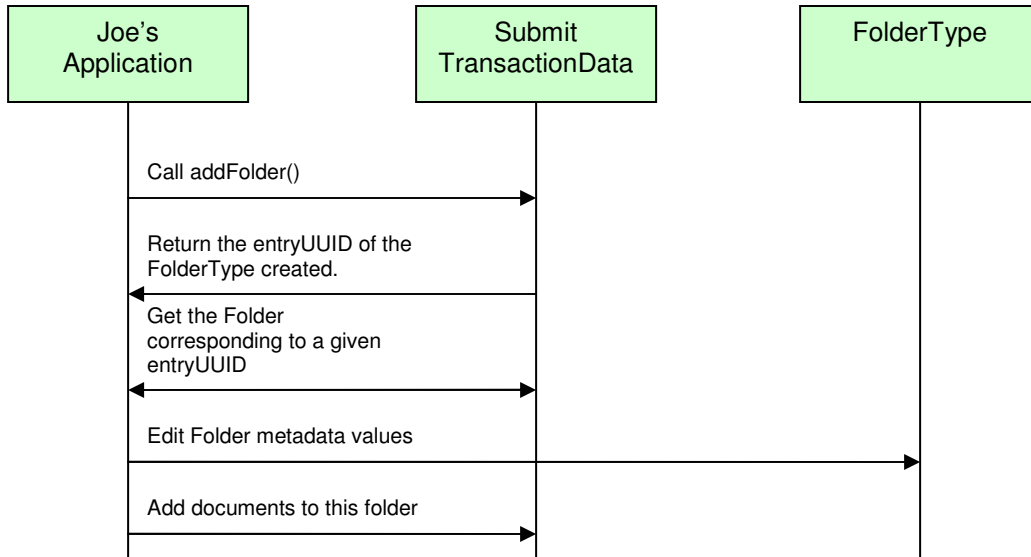 Joe's
Application
Submit
TransactionData
FolderType
Call addFolder()
Return the entryUUID of the
FolderType created.
Get the Folder
corresponding to a given
entryUUID
Edit Folder metadata values
Add documents to this folder